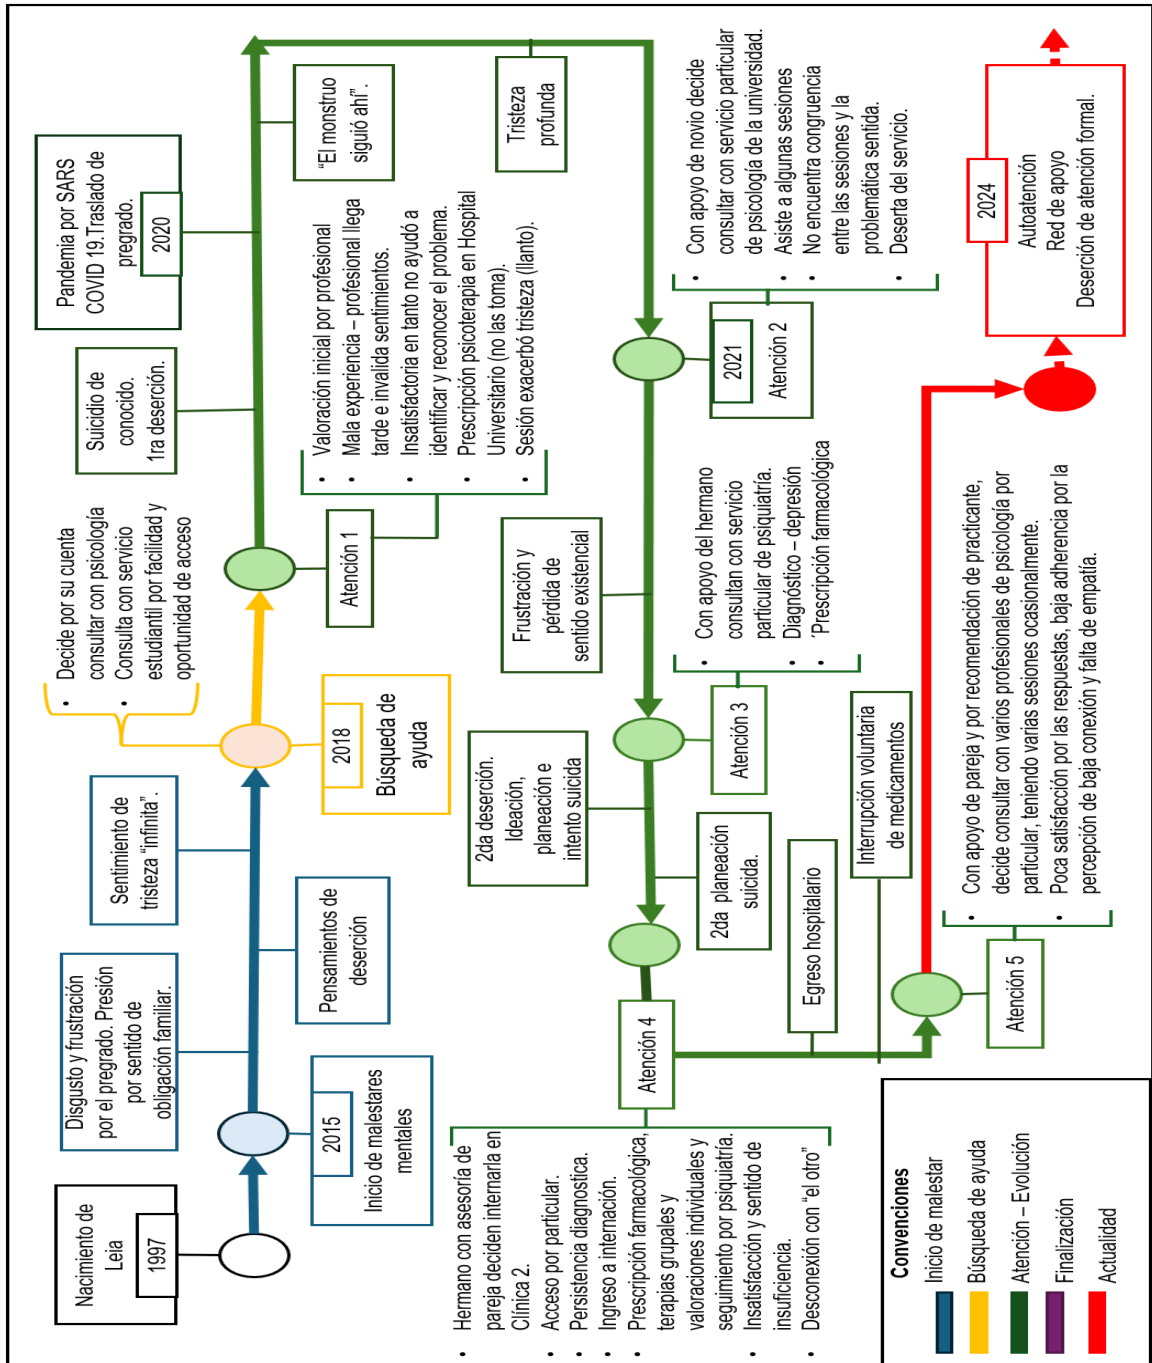 Nacimiento de
Leia
1997
Disgusto y frustración
por el pregrado. Presión
por sentido de
obligación familiar.
2015
Inicio de malestares
mentales
Sentimiento de
tristeza “infinita”.
Pensamientos de
deserción
• Decide por su cuenta
consultar con psicología
• Consulta con servicio
estudiantil por facilidad y
oportunidad de acceso
2018
Búsqueda de
ayuda
Atención 1
• Valoración inicial por profesional
• Mala experiencia – profesional llega
tarde e invalida sentimientos.
• Insatisfactoria en tanto no ayudó a
identificar y reconocer el problema.
• Prescripción psicoterapia en Hospital
Universitario (no las toma).
• Sesión exacerbó tristeza (llanto).
Suicidio de
conocido.
1ra deserción.
Pandemia por SARS
COVID 19.Traslado de
pregrado.
2020
“El monstruo
siguió ahí”.
Tristeza
profunda
2021
Atención 2
• Con apoyo de novio decide
consultar con servicio particular
de psicología de la universidad.
• Asiste a algunas sesiones
• No encuentra congruencia
entre las sesiones y la
problemática sentida.
• Deserta del servicio.
Frustración y
pérdida de
sentido existencial
Atención 3
• Con apoyo del hermano
consultan con servicio
particular de psiquiatría.
• Diagnóstico – depresión
• ´Prescripción farmacológica
2da deserción.
Ideación,
planeación e
intento suicida
2da planeación
suicida.
Atención 4
• Hermano con asesoría de
pareja deciden internarla en
Clínica 2.
• Acceso por particular.
• Persistencia diagnostica.
• Ingreso a internación.
• Prescripción farmacológica,
terapias grupales y
valoraciones individuales y
seguimiento por psiquiatría.
• Insatisfacción y sentido de
insuficiencia.
• Desconexión con “el otro”
Egreso hospitalario
Interrupción voluntaria
de medicamentos
Atención 5
• Con apoyo de pareja y por recomendación de practicante,
decide consultar con varios profesionales de psicología por
particular, teniendo varias sesiones ocasionalmente.
• Poca satisfacción por las respuestas, baja adherencia por la
percepción de baja conexión y falta de empatía.
2024
Autoatención
Red de apoyo
Deserción de atención formal.
Convenciones
Inicio de malestar
Búsqueda de ayuda
Atención – Evolución
Finalización
Actualidad